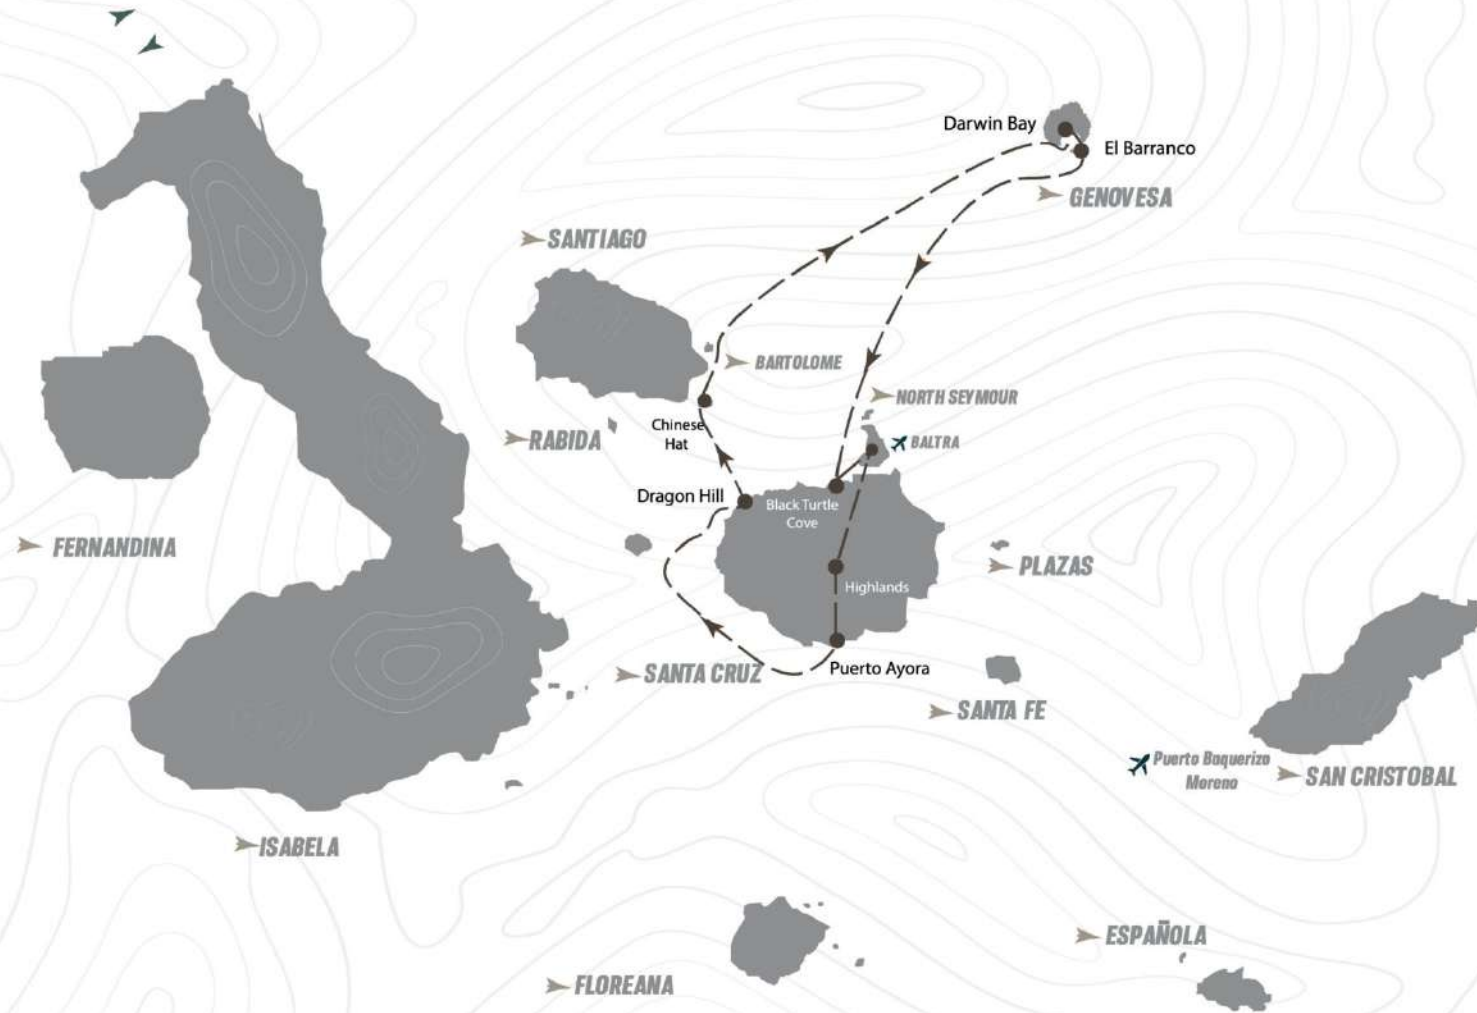 Darwin Bay
El Barranco
GENOVESA
SANTIAGO
BARTOLOME
NORTH SEYMOUR
Chinese
Hat
RABIDA
BALTRA
Dragon Hill
Black Turtle
Cove
FERNANDINA
PLAZAS
Highlands
SANTA CRUZ
Puerto Ayora
SANTA FE
Puerto Baquerizo
Moreno
SAN CRISTOBAL
ISABELA
ESPAÑOLA
FLOREANA